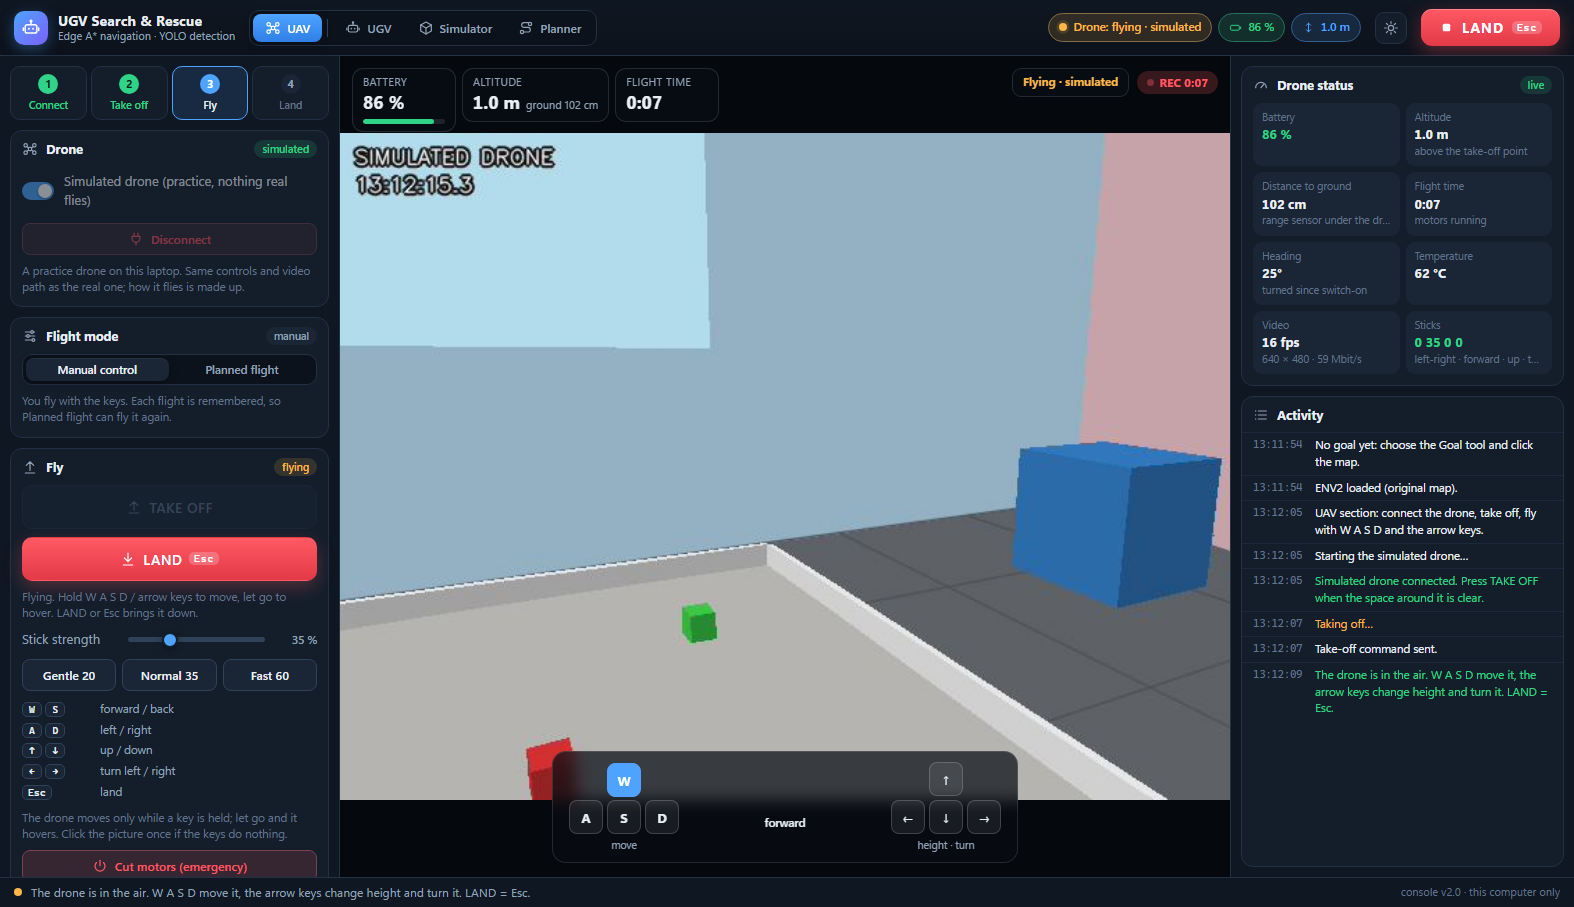 UGV Search & Rescue
Edge A* navigation · YOLO detection
UAV
UGV
Simulator
Planner
Drone: flying · simulated
86 %
1.0 m
LAND Esc
1
Connect
2
Take off
3
Fly
4
Land
Drone
simulated
Simulated drone (practice, nothing real
flies)
Disconnect
A practice drone on this laptop. Same controls and video
path as the real one; how it flies is made up.
Flight mode
manual
Manual control
Planned flight
You fly with the keys. Each flight is remembered, so
Planned flight can fly it again.
Fly
flying
TAKE OFF
LAND Esc
Flying. Hold W A S D / arrow keys to move, let go to
hover. LAND or Esc brings it down.
Stick strength 35 %
Gentle 20
Normal 35
Fast 60
W S forward / back
A D left / right
↑ ↓ up / down
← → turn left / right
Esc land
The drone moves only while a key is held; let go and it
hovers. Click the picture once if the keys do nothing.
Cut motors (emergency)
BATTERY
86 %
ALTITUDE
1.0 m ground 102 cm
FLIGHT TIME
0:07
Flying · simulated
REC 0:07
SIMULATED DRONE
13:12:15.3
W
A S D
move
forward
↑
← ↓ →
height · turn
Drone status
live
Battery
86 %
Altitude
1.0 m
above the take-off point
Distance to ground
102 cm
range sensor under the dr...
Flight time
0:07
motors running
Heading
25°
turned since switch-on
Temperature
62 °C
Video
16 fps
640 × 480 · 59 Mbit/s
Sticks
0 35 0 0
left-right · forward · up · t...
Activity
13:11:54 No goal yet: choose the Goal tool and click
the map.
13:11:54 ENV2 loaded (original map).
13:12:05 UAV section: connect the drone, take off, fly
with W A S D and the arrow keys.
13:12:05 Starting the simulated drone...
13:12:05 Simulated drone connected. Press TAKE OFF
when the space around it is clear.
13:12:07 Taking off...
13:12:07 Take-off command sent.
13:12:09 The drone is in the air. W A S D move it, the
arrow keys change height and turn it. LAND =
Esc.
The drone is in the air. W A S D move it, the arrow keys change height and turn it. LAND = Esc.
console v2.0 · this computer only